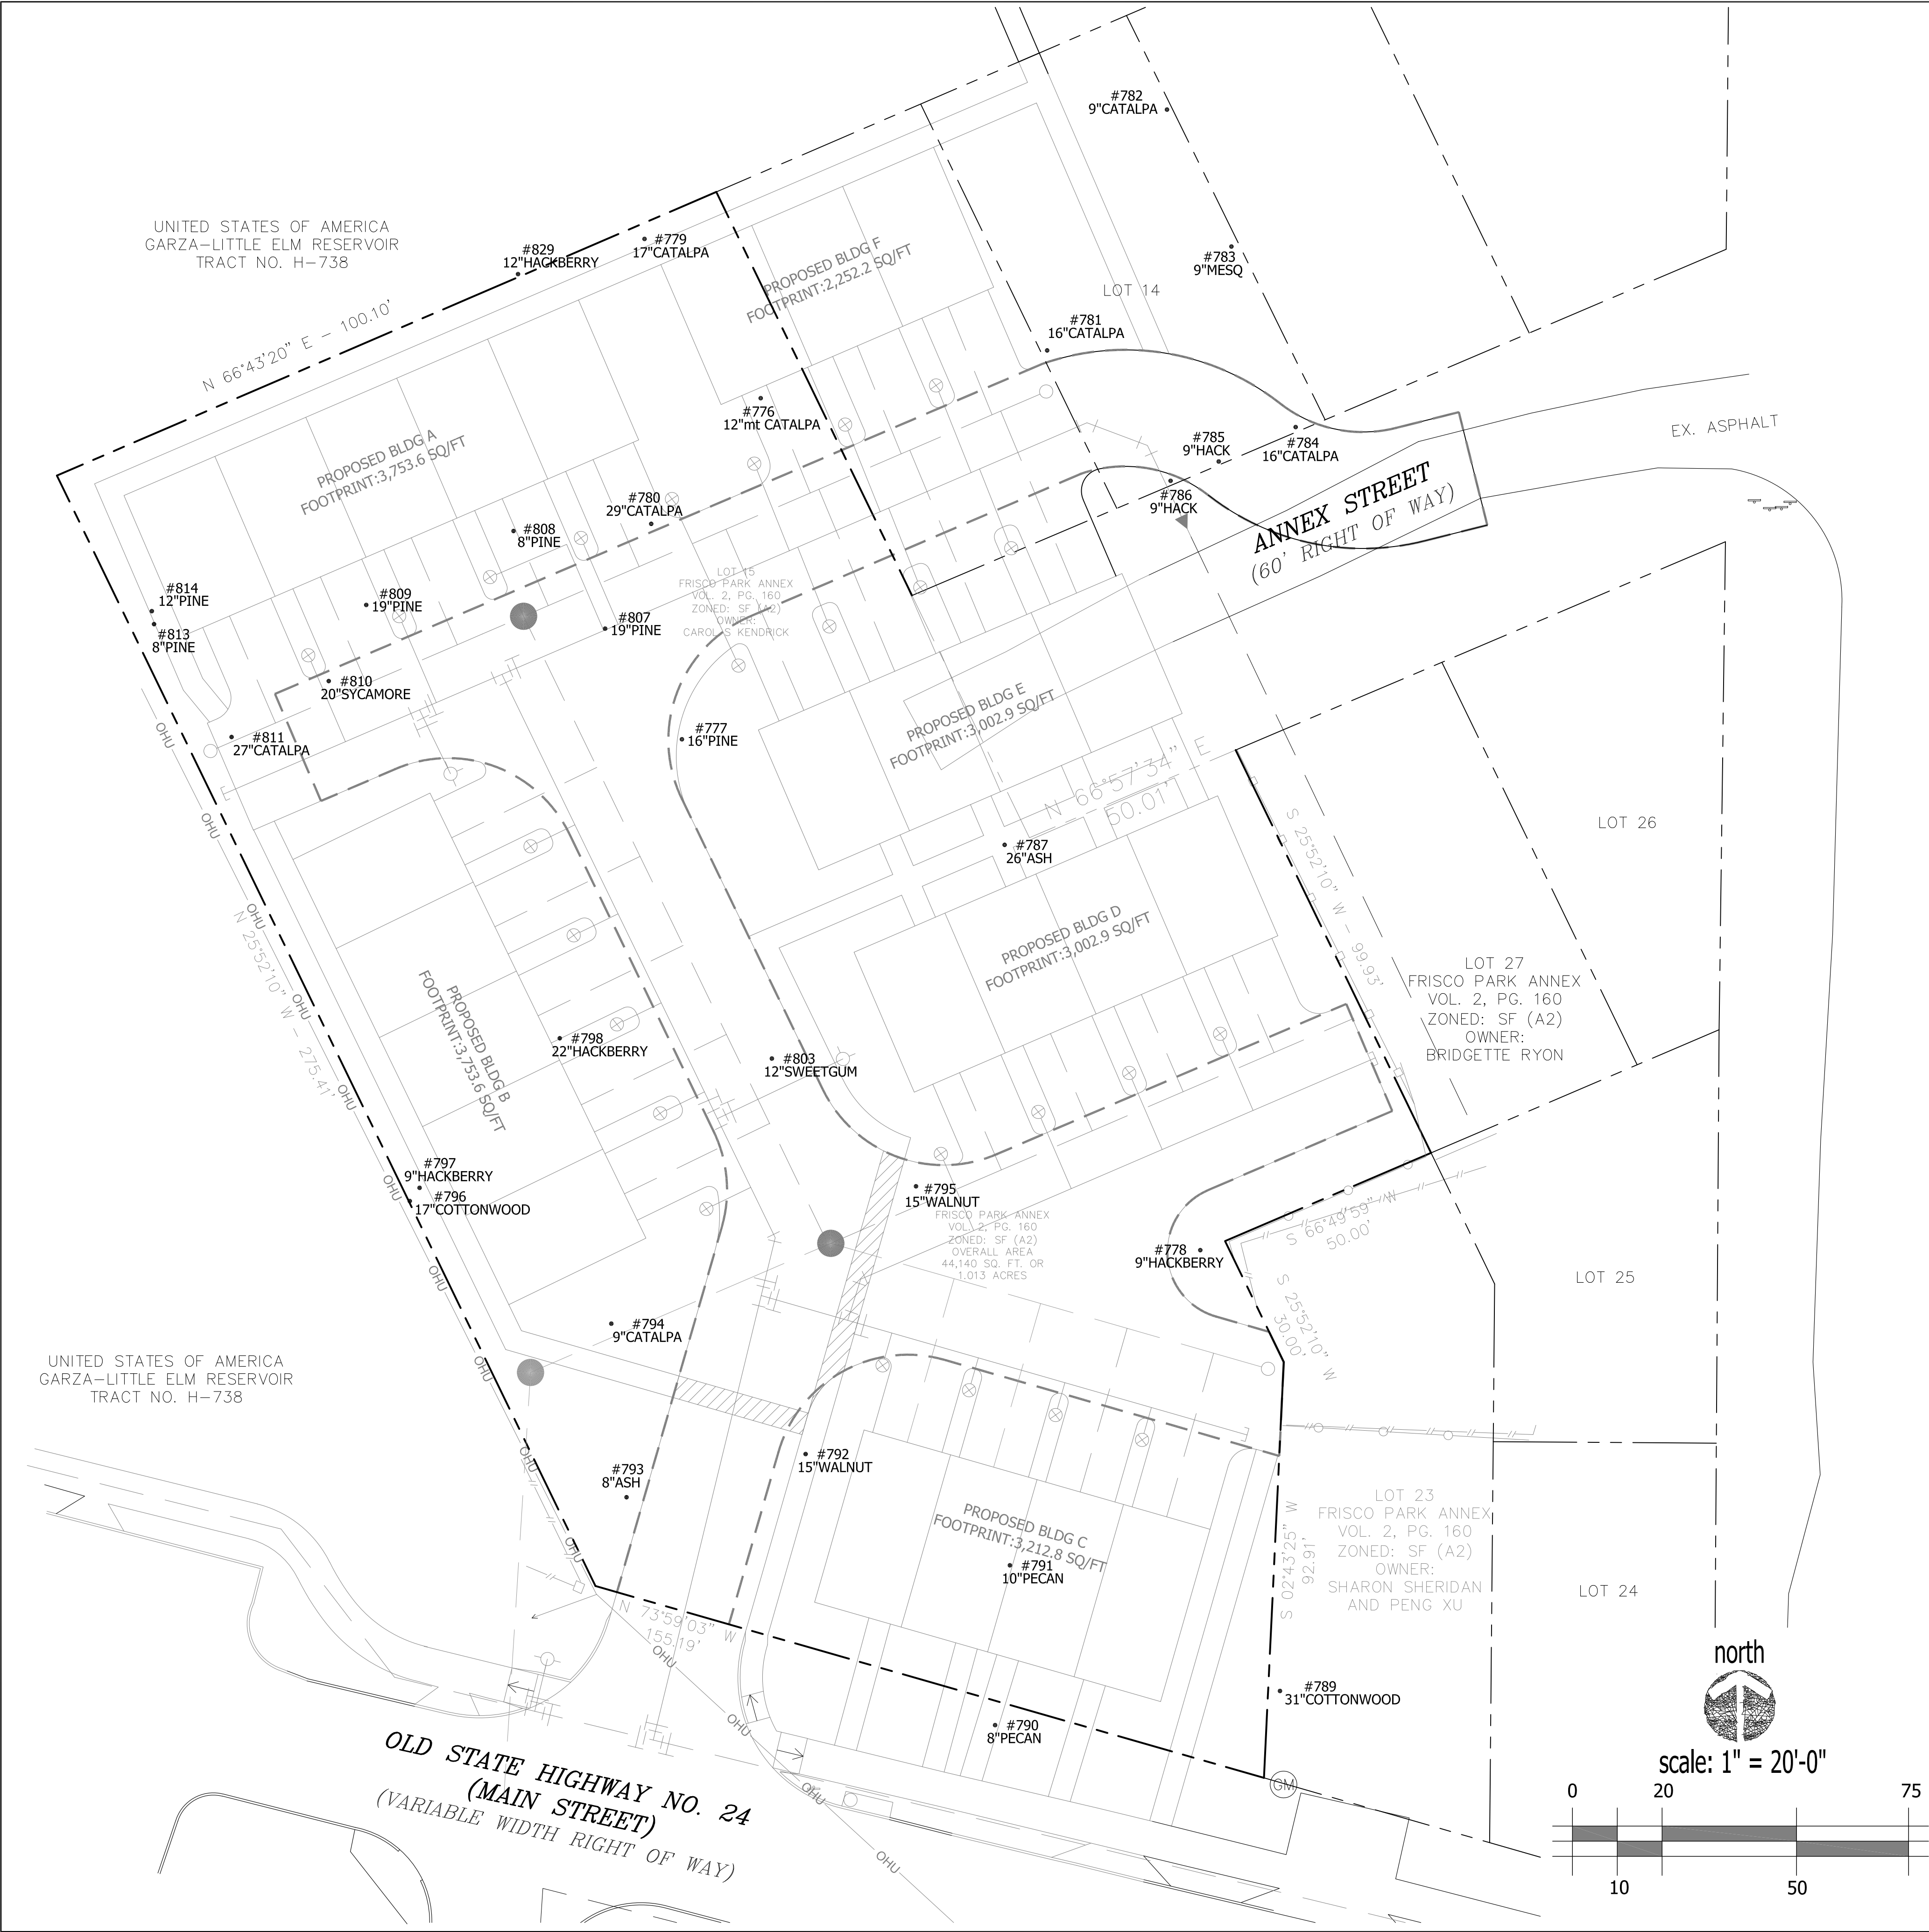 #782
9"CATALPA
UNITED STATES OF AMERICA
GARZA-LITTLE ELM RESERVOIR
TRACT NO. H-738
#829
12"HACKBERRY
#779
17"CATALPA
PROPOSED BLDG F
FOOTPRINT:2,252.2 SQ/FT
#783
9"MESQ
LOT 14
N 66°43'20" E - 100.10'
#781
16"CATALPA
#776
12"mt CATALPA
PROPOSED BLDG A
FOOTPRINT:3,753.6 SQ/FT
#785
9"HACK
#784
16"CATALPA
EX. ASPHALT
#786
9"HACK
ANNEX STREET
(60' RIGHT OF WAY)
#780
29"CATALPA
#808
8"PINE
LOT 15
FRISCO PARK ANNEX
VOL. 2, PG. 160
ZONED: SF (A2)
OWNER:
CAROL S KENDRICK
#814
12"PINE
#813
8"PINE
#809
19"PINE
#807
19"PINE
#810
20"SYCAMORE
#811
27"CATALPA
OHU
#777
16"PINE
PROPOSED BLDG E
FOOTPRINT:3,002.9 SQ/FT
N 66°57'34" E
50.01'
OHU
#787
26"ASH
S 25°52'10" W - 99.93'
LOT 26
OHU
N 25°52'10" W - 275.41'
PROPOSED BLDG D
FOOTPRINT:3,002.9 SQ/FT
LOT 27
FRISCO PARK ANNEX
VOL. 2, PG. 160
ZONED: SF (A2)
OWNER:
BRIDGETTE RYON
OHU
PROPOSED BLDG B
FOOTPRINT:3,753.6 SQ/FT
#798
22"HACKBERRY
#803
12"SWEETGUM
OHU
#797
9"HACKBERRY
#796
17"COTTONWOOD
OHU
#795
15"WALNUT
FRISCO PARK ANNEX
VOL. 2, PG. 160
ZONED: SF (A2)
OVERALL AREA
44,140 SQ. FT. OR
1.013 ACRES
#778
9"HACKBERRY
S 66°49'59" W
50.00'
S 25°52'10" W
30.00'
LOT 25
OHU
#794
9"CATALPA
UNITED STATES OF AMERICA
GARZA-LITTLE ELM RESERVOIR
TRACT NO. H-738
OHU
OHU
#793
8"ASH
#792
15"WALNUT
PROPOSED BLDG C
FOOTPRINT:3,212.8 SQ/FT
#791
10"PECAN
S 02°43'25" W
92.91'
LOT 23
FRISCO PARK ANNEX
VOL. 2, PG. 160
ZONED: SF (A2)
OWNER:
SHARON SHERIDAN
AND PENG XU
LOT 24
OHU
N 73°59'03" W
155.19'
OHU
#789
31"COTTONWOOD
#790
8"PECAN
OHU
GM
OHU
OHU
OLD STATE HIGHWAY NO. 24
(MAIN STREET)
(VARIABLE WIDTH RIGHT OF WAY)
north
scale: 1" = 20'-0"
0 20 75
10 50